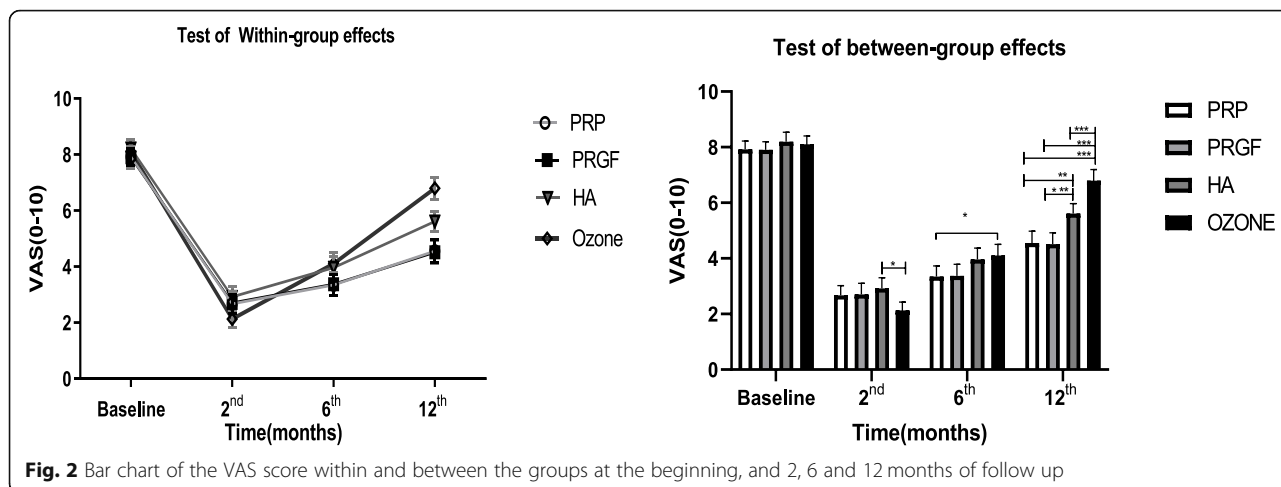 Test of Within-group effects
10
8
6
4
2
0
VAS(0-10)
Baseline 2nd 6th 12th
Time(months)
PRP
PRGF
HA
Ozone
Test of between-group effects
10
8
6
4
2
0
VAS(0-10)
*
*
***
***
***
**
* **
Baseline 2nd 6th 12th
Time(months)
PRP
PRGF
HA
OZONE
Fig. 2 Bar chart of the VAS score within and between the groups at the beginning, and 2, 6 and 12 months of follow up